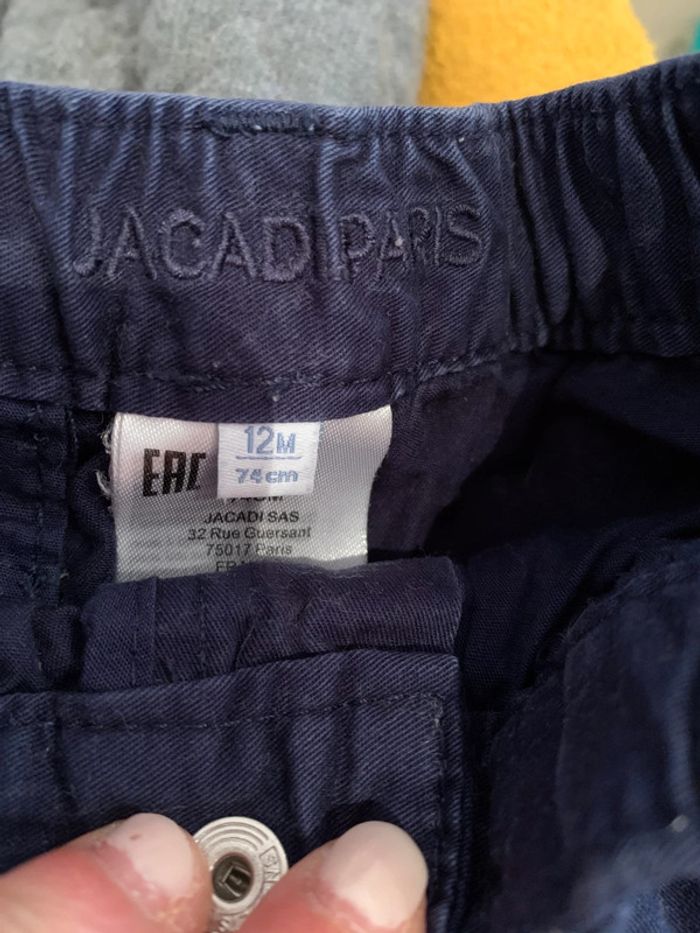 JACADI PARIS
EAC
12M
74 cm
JACADI SAS
32 Rue Guersant
75017 Paris